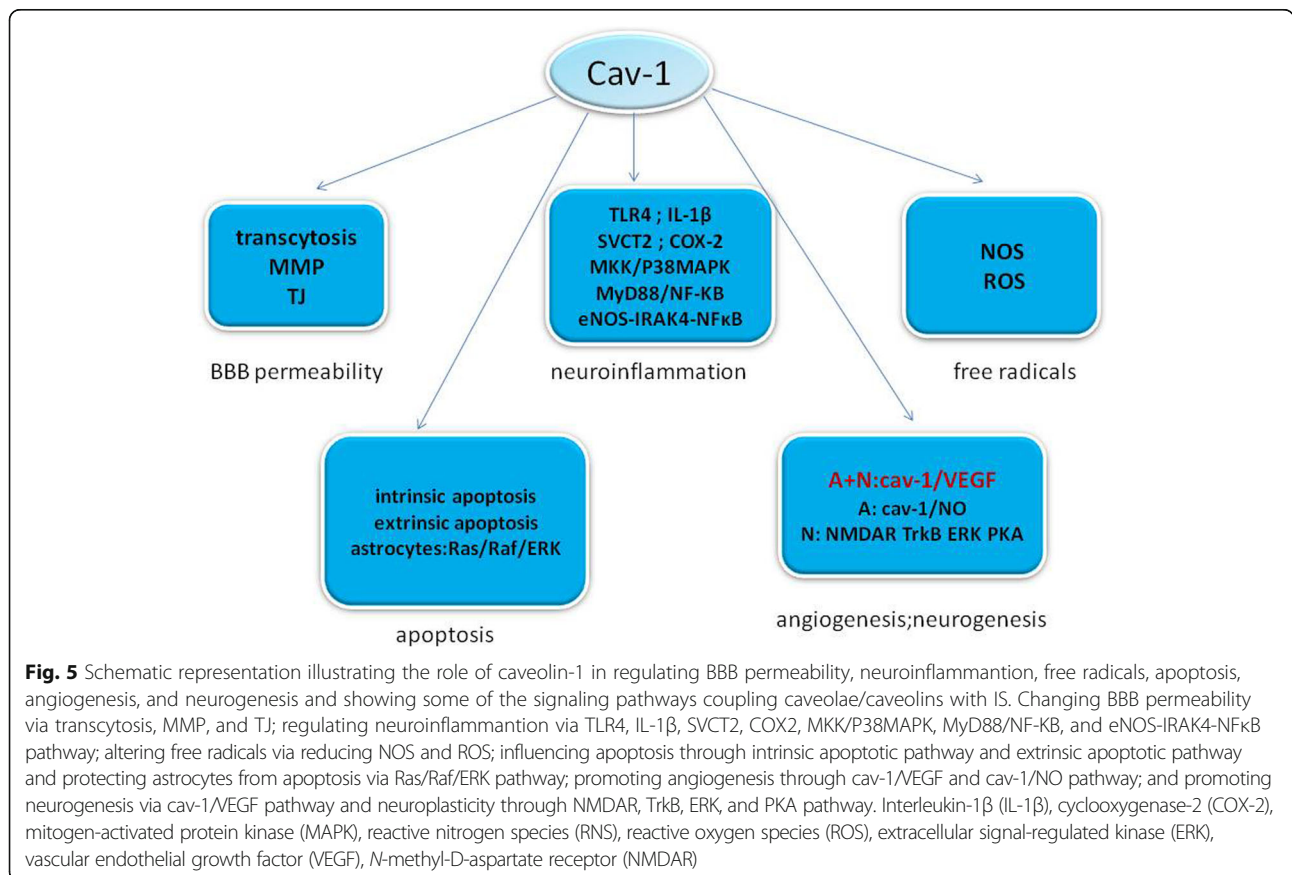 Cav-1
transcytosis
MMP
TJ
BBB permeability
TLR4 ; IL-1β
SVCT2 ; COX-2
MKK/P38MAPK
MyD88/NF-KB
eNOS-IRAK4-NFκB
neuroinflammation
NOS
ROS
free radicals
intrinsic apoptosis
extrinsic apoptosis
astrocytes:Ras/Raf/ERK
apoptosis
A+N:cav-1/VEGF
A: cav-1/NO
N: NMDAR TrkB ERK PKA
angiogenesis;neurogenesis
Fig. 5 Schematic representation illustrating the role of caveolin-1 in regulating BBB permeability, neuroinflammantion, free radicals, apoptosis,
angiogenesis, and neurogenesis and showing some of the signaling pathways coupling caveolae/caveolins with IS. Changing BBB permeability
via transcytosis, MMP, and TJ; regulating neuroinflammantion via TLR4, IL-1β, SVCT2, COX2, MKK/P38MAPK, MyD88/NF-KB, and eNOS-IRAK4-NFκB
pathway; altering free radicals via reducing NOS and ROS; influencing apoptosis through intrinsic apoptotic pathway and extrinsic apoptotic pathway
and protecting astrocytes from apoptosis via Ras/Raf/ERK pathway; promoting angiogenesis through cav-1/VEGF and cav-1/NO pathway; and promoting
neurogenesis via cav-1/VEGF pathway and neuroplasticity through NMDAR, TrkB, ERK, and PKA pathway. Interleukin-1β (IL-1β), cyclooxygenase-2 (COX-2),
mitogen-activated protein kinase (MAPK), reactive nitrogen species (RNS), reactive oxygen species (ROS), extracellular signal-regulated kinase (ERK),
vascular endothelial growth factor (VEGF), N-methyl-D-aspartate receptor (NMDAR)